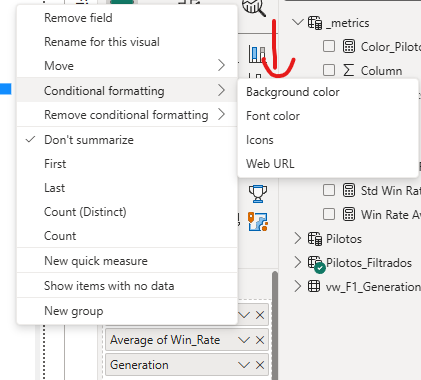 Remove field
Rename for this visual
Move
Conditional formatting
Remove conditional formatting
Don't summarize
First
Last
Count (Distinct)
Count
New quick measure
Show items with no data
New group
Background color
Font color
Icons
Web URL
_metrics
Color_Piloto
Column
Std Win Rat
Win Rate Av
Pilotos
Pilotos_Filtrados
vw_F1_Generation
Average of Win_Rate
Generation